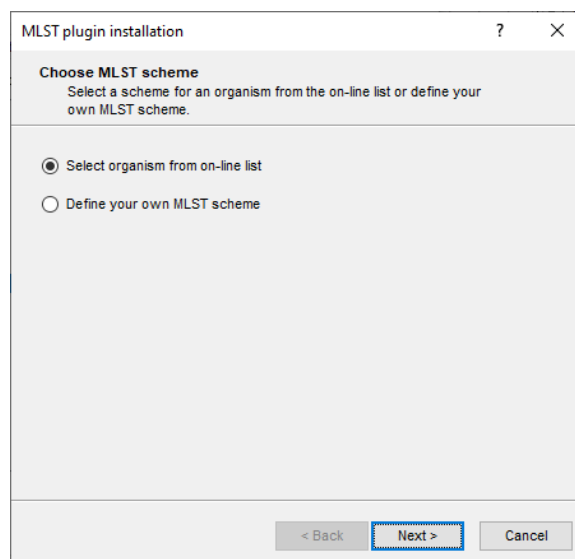 MLST plugin installation
Choose MLST scheme
Select a scheme for an organism from the on-line list or define your
own MLST scheme.
Select organism from on-line list
Define your own MLST scheme
< Back
Next >
Cancel